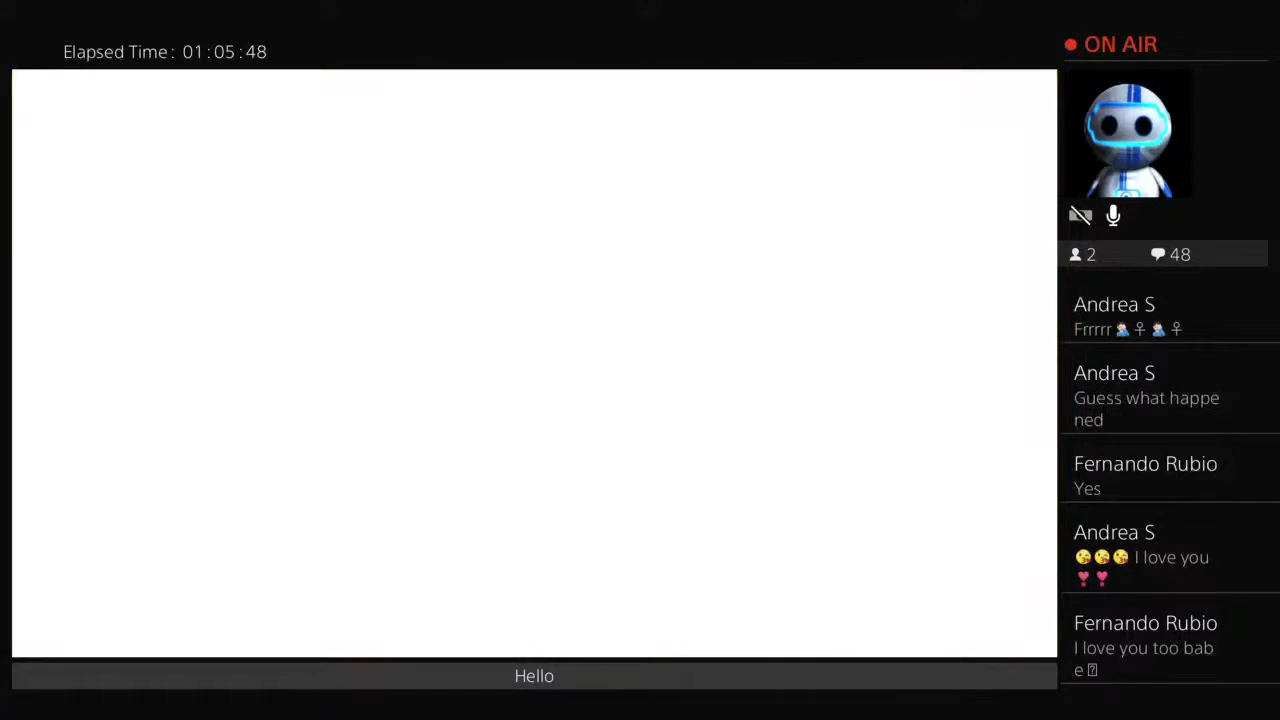 Elapsed Time: 01:05:48
ON AIR
2 48
Andrea S
Frrrrr🤦🏻♀🤦🏻♀
Andrea S
Guess what happe
ned
Fernando Rubio
Yes
Andrea S
😘😘😘 I love you
❣❣
Fernando Rubio
I love you too bab
e
Hello